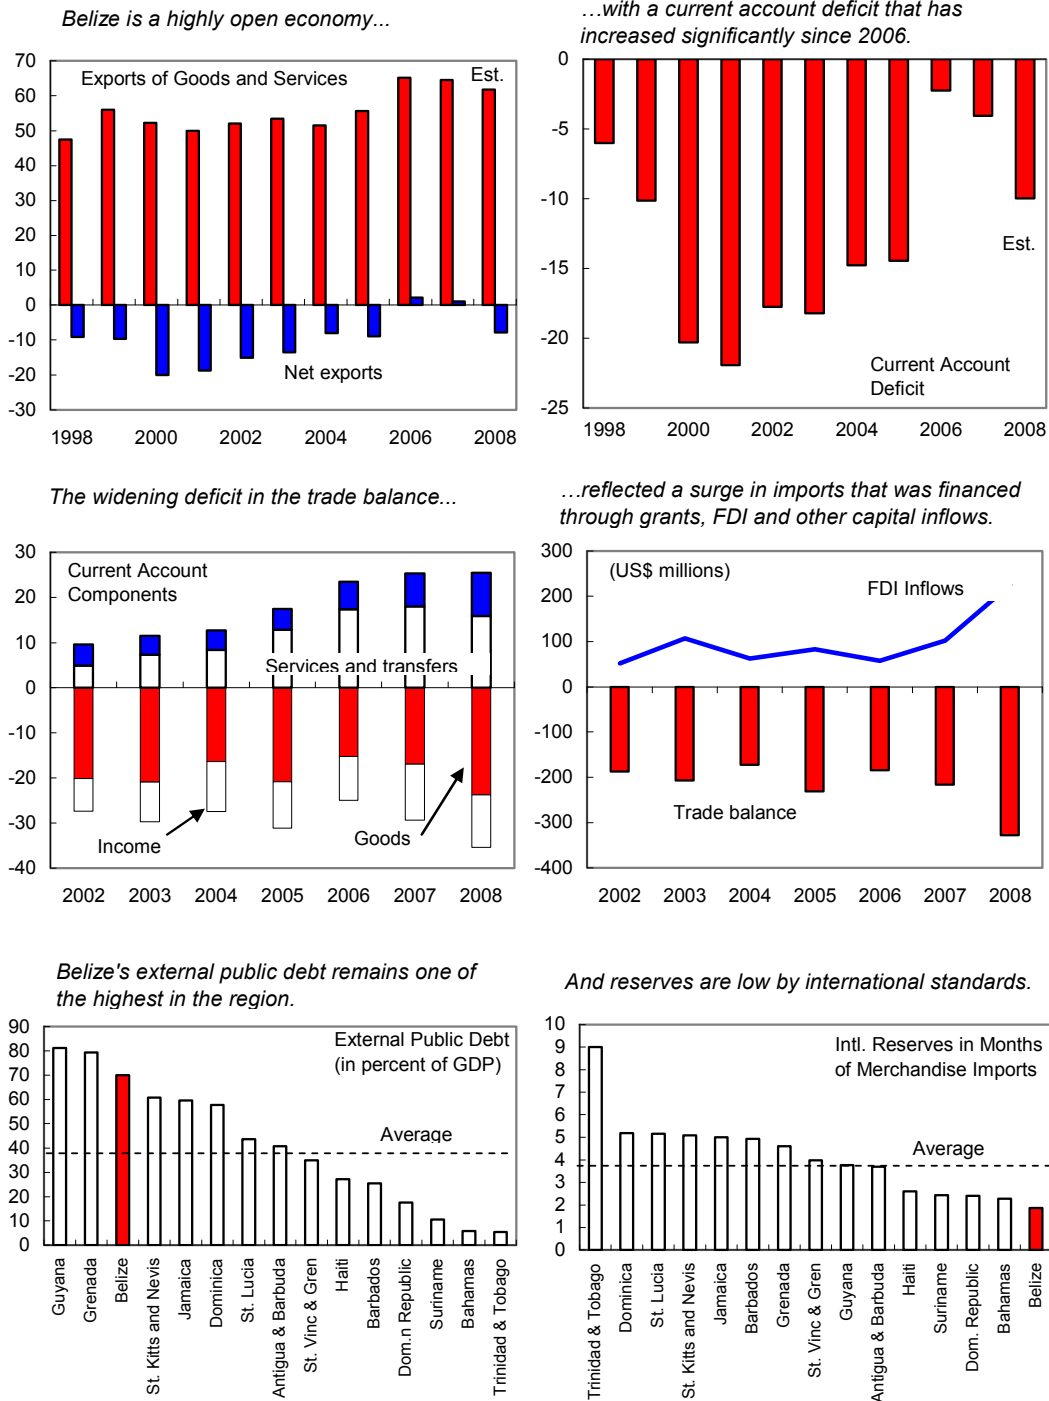 Belize is a highly open economy...
70
60
50
40
30
20
10
0
-10
-20
-30
Exports of Goods and Services
Est.
Net exports
1998 2000 2002 2004 2006 2008
…with a current account deficit that has
increased significantly since 2006.
0
-5
-10
-15
-20
-25
Est.
Current Account
Deficit
1998 2000 2002 2004 2006 2008
The widening deficit in the trade balance...
30
20
10
0
-10
-20
-30
-40
Current Account
Components
Services and transfers
Income
Goods
2002 2003 2004 2005 2006 2007 2008
…reflected a surge in imports that was financed
through grants, FDI and other capital inflows.
300
200
100
0
-100
-200
-300
-400
(US$ millions)
FDI Inflows
Trade balance
2002 2003 2004 2005 2006 2007 2008
Belize's external public debt remains one of
the highest in the region.
90
80
70
60
50
40
30
20
10
0
External Public Debt
(in percent of GDP)
Average
Guyana
Grenada
Belize
St. Kitts and Nevis
Jamaica
Dominica
St. Lucia
Antigua & Barbuda
St. Vinc & Gren
Haiti
Barbados
Dom.n Republic
Suriname
Bahamas
Trinidad & Tobago
And reserves are low by international standards.
10
9
8
7
6
5
4
3
2
1
0
Intl. Reserves in Months
of Merchandise Imports
Average
Trinidad & Tobago
Dominica
St. Lucia
St. Kitts and Nevis
Jamaica
Barbados
Grenada
St. Vinc & Gren
Guyana
Antigua & Barbuda
Haiti
Suriname
Dom. Republic
Bahamas
Belize